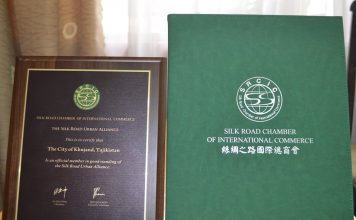 SRCIC
SILK ROAD CHAMBER OF INTERNATIONAL COMMERCE
THE SILK ROAD URBAN ALLIANCE
This is to certify that
The City of Khujand, Tajikistan
is an official member in good standing of
the Silk Road Urban Alliance.
SRCIC
SILK ROAD CHAMBER
OF INTERNATIONAL COMMERCE
絲綢之路國際總商會